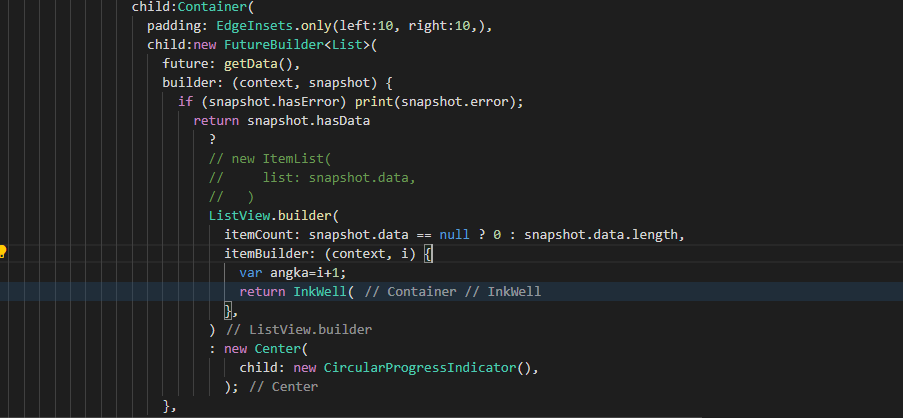 child:Container(
padding: EdgeInsets.only(left:10, right:10,),
child:new FutureBuilder<List>(
future: getData(),
builder: (context, snapshot) {
if (snapshot.hasError) print(snapshot.error);
return snapshot.hasData
?
// new ItemList(
//     list: snapshot.data,
//   )
ListView.builder(
itemCount: snapshot.data == null ? 0 : snapshot.data.length,
itemBuilder: (context, i) {
var angka=i+1;
return InkWell( // Container // InkWell
},
) // ListView.builder
: new Center(
child: new CircularProgressIndicator(),
); // Center
},